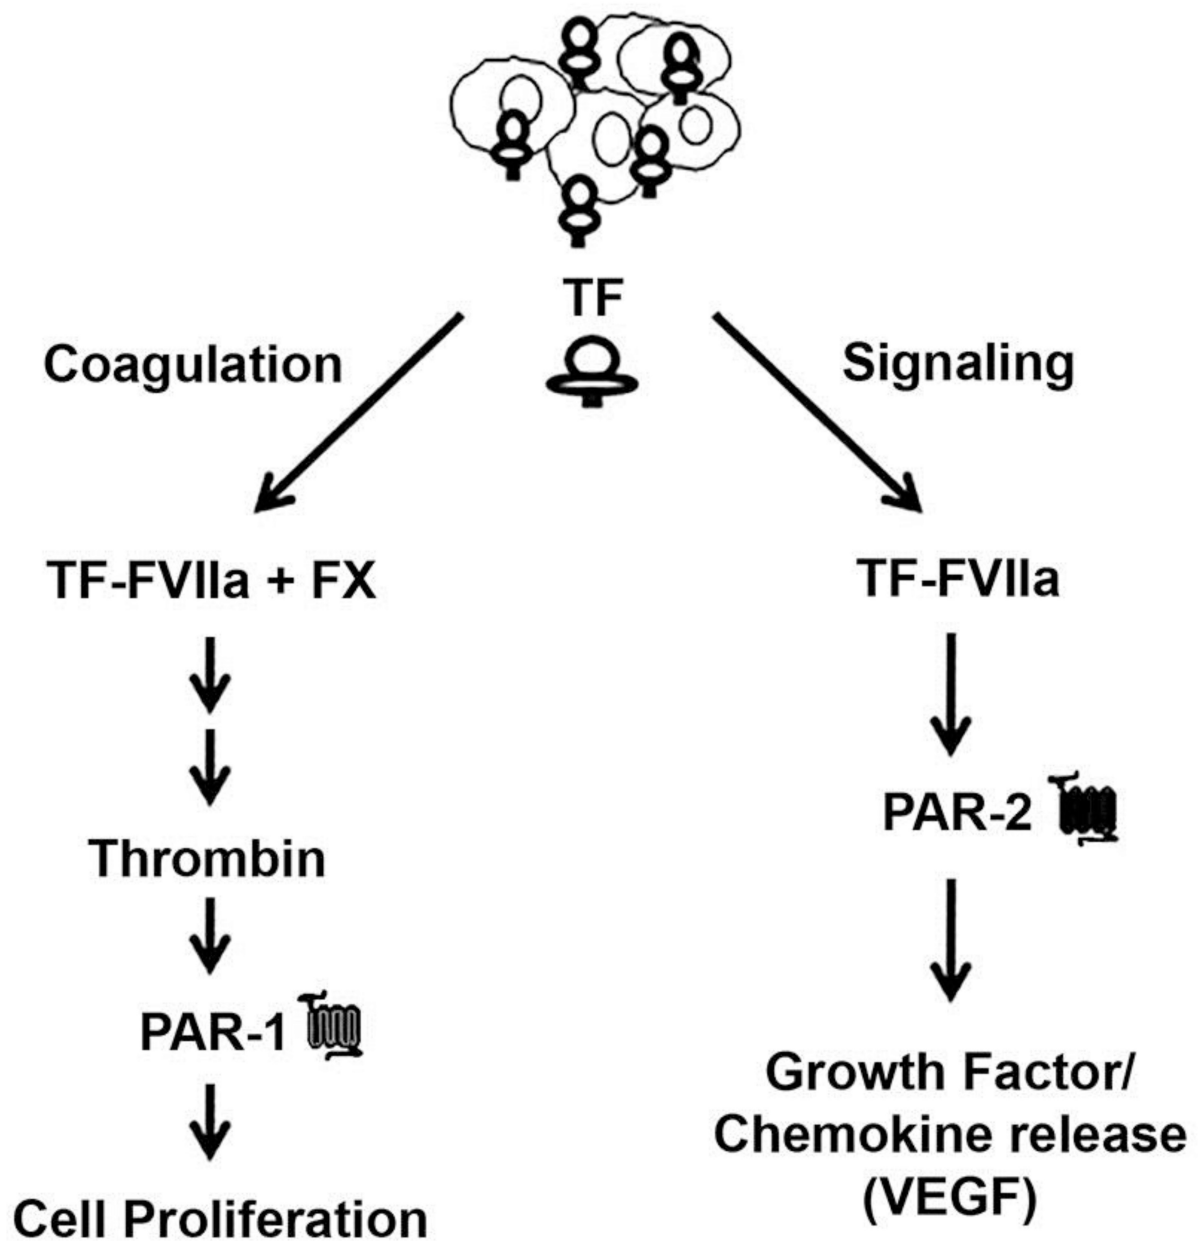 TF
Coagulation
Signaling
TF-FVIIa + FX
TF-FVIIa
PAR-2
Thrombin
PAR-1
Growth Factor/
Chemokine release
(VEGF)
Cell Proliferation